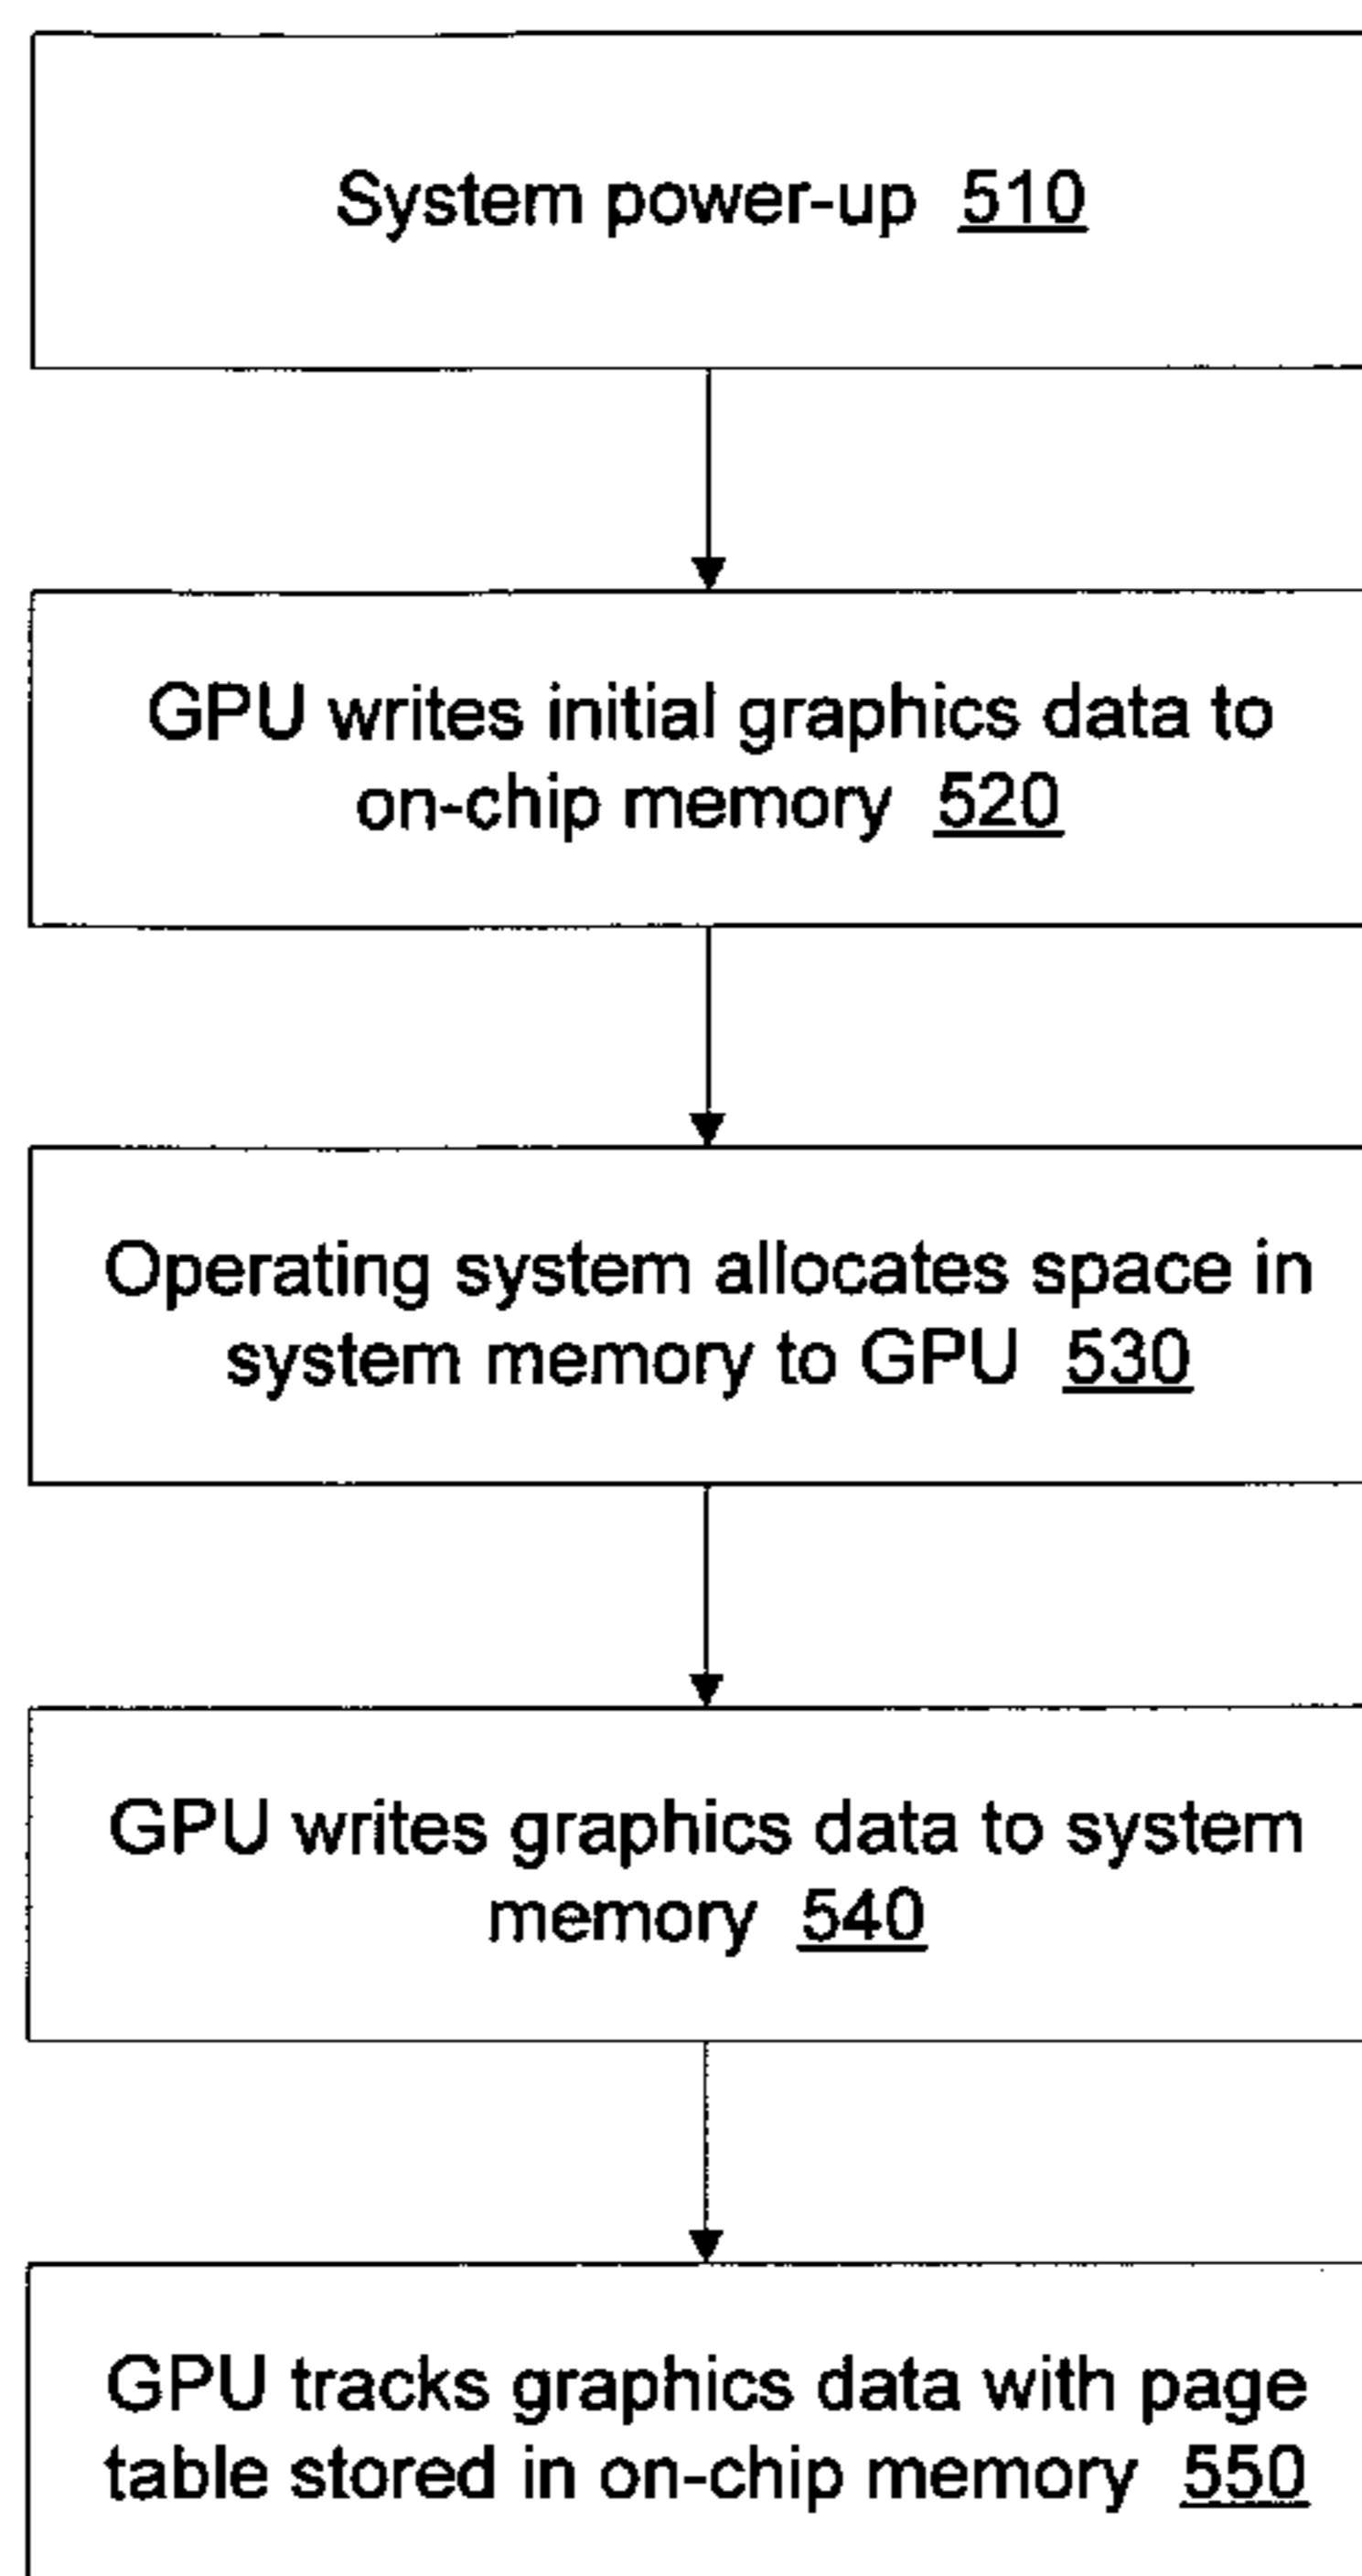 System power-up 510
GPU writes initial graphics data to
on-chip memory 520
Operating system allocates space in
system memory to GPU 530
GPU writes graphics data to system
memory 540
GPU tracks graphics data with page
table stored in on-chip memory 550